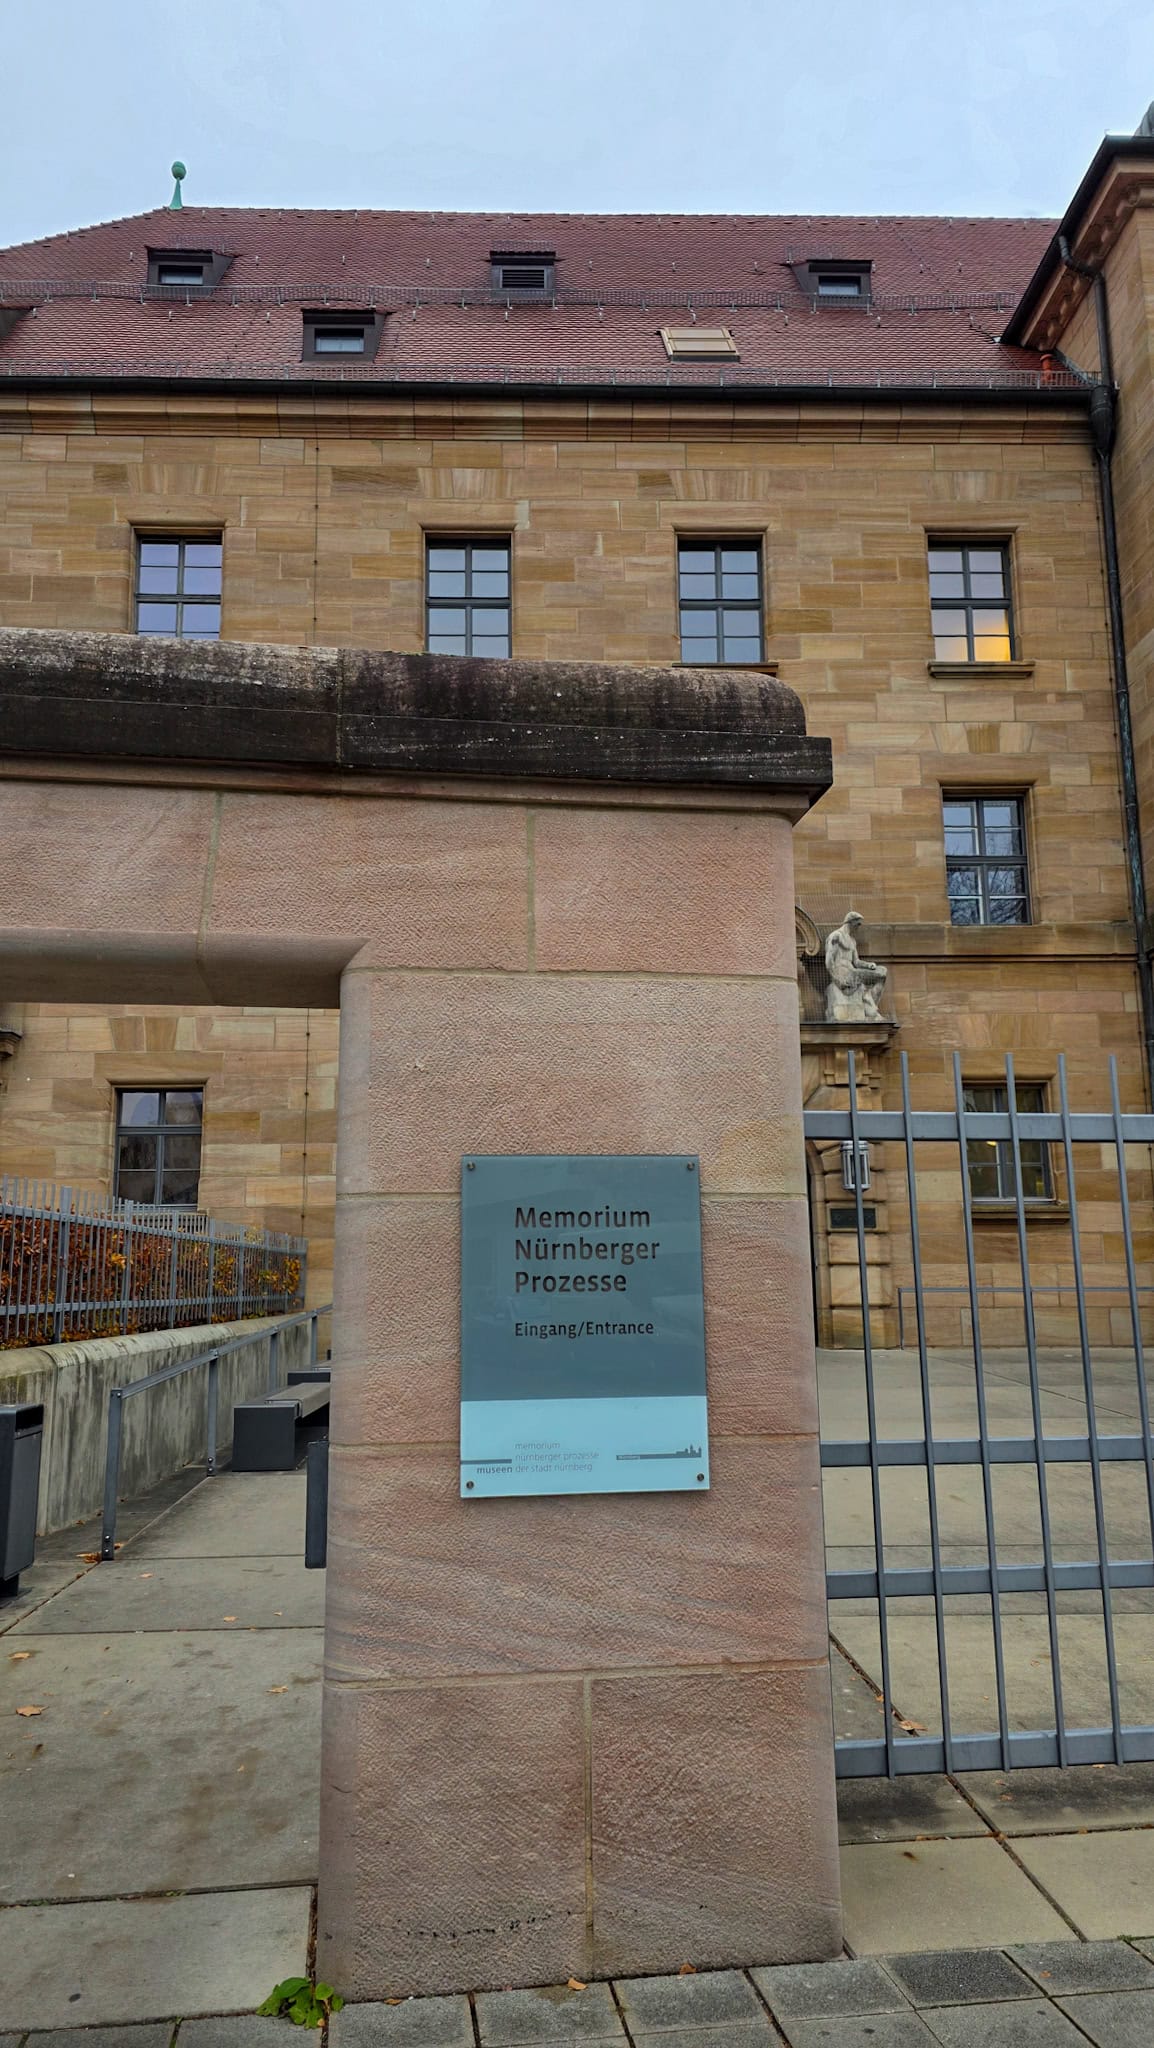 Memorium
Nürnberger
Prozesse
Eingang/Entrance
memorium
nürnberger prozesse
museen der stadt nürnberg